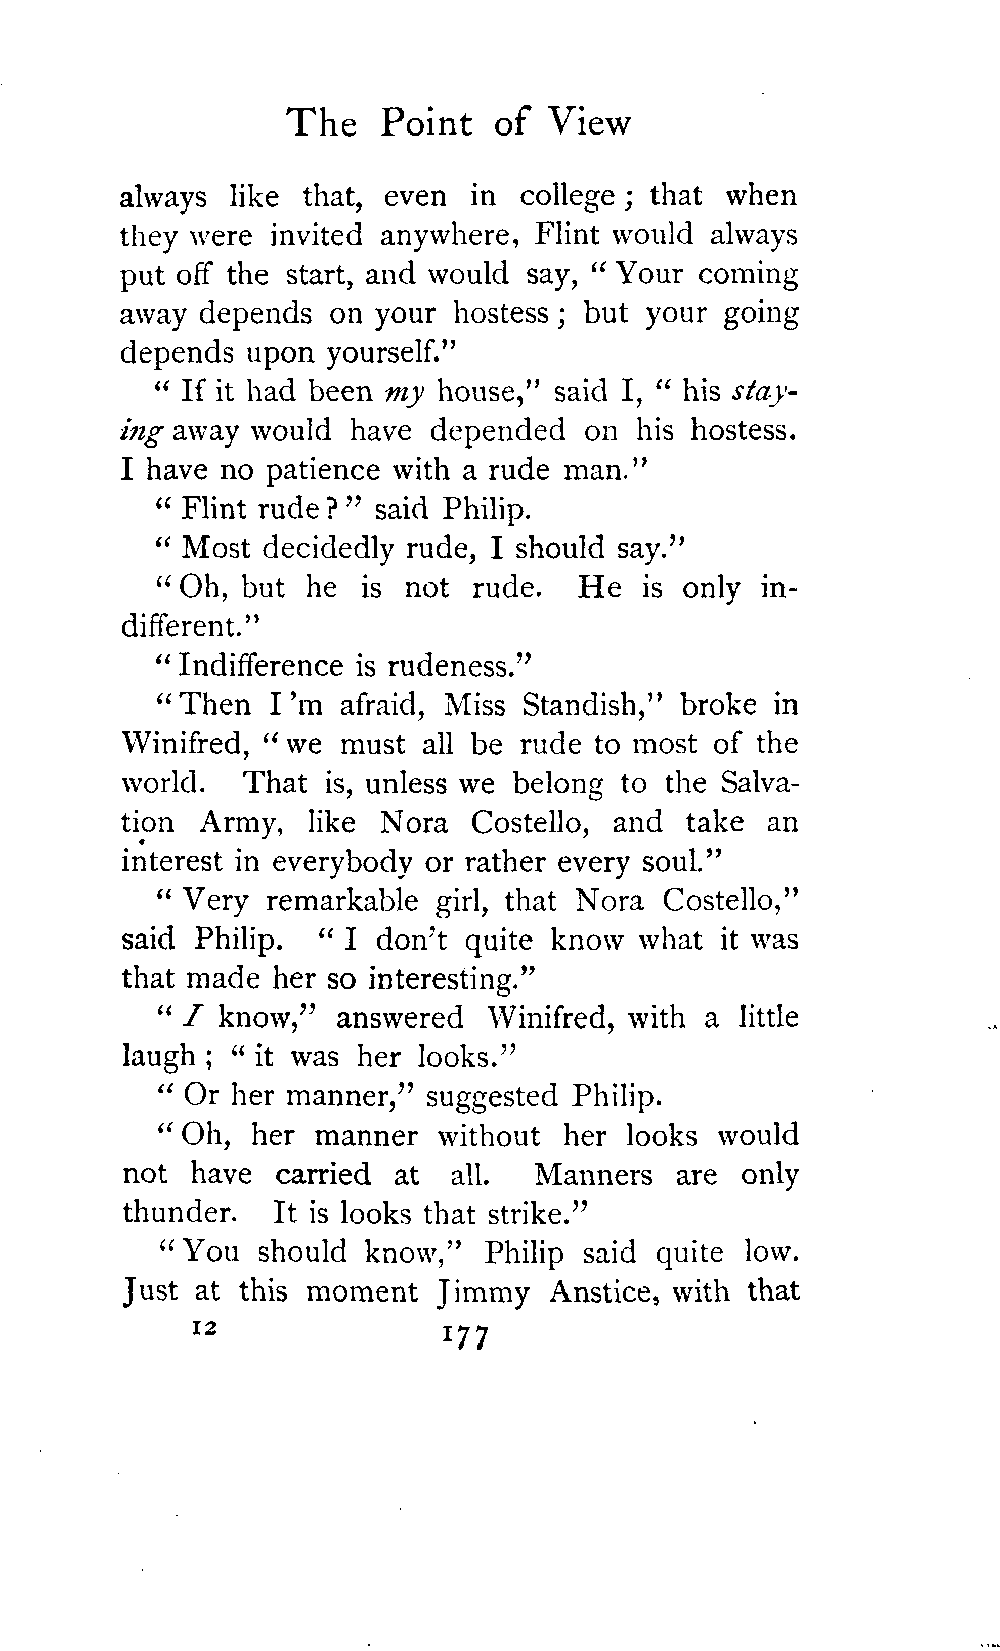 The Point of View
always like that, even in college ; that when
they were invited anywhere, Flint would always
put off the start, and would say, “ Your coming
away depends on your hostess ; but your going
depends upon yourself.”
“ If it had been my house,” said I, “ his stay-
ing away would have depended on his hostess.
I have no patience with a rude man.”
“ Flint rude ? ” said Philip.
“ Most decidedly rude, I should say.”
“ Oh, but he is not rude. He is only in-
different.”
“ Indifference is rudeness.”
“ Then I ’m afraid, Miss Standish,” broke in
Winifred, “ we must all be rude to most of the
world. That is, unless we belong to the Salva-
tion Army, like Nora Costello, and take an
interest in everybody or rather every soul.”
“ Very remarkable girl, that Nora Costello,”
said Philip. “ I don’t quite know what it was
that made her so interesting.”
“ I know,” answered Winifred, with a little
laugh ; “ it was her looks.”
“ Or her manner,” suggested Philip.
“ Oh, her manner without her looks would
not have carried at all. Manners are only
thunder. It is looks that strike.”
“ You should know,” Philip said quite low.
Just at this moment Jimmy Anstice, with that
12 177